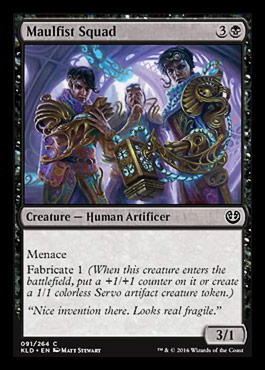 Maulfist Squad 3
Creature — Human Artificer
Menace
Fabricate 1 (When this creature enters the
battlefield, put a +1/+1 counter on it or create
a 1/1 colorless Servo artifact creature token.)
“Nice invention there. Looks real fragile.”
3/1
091/264 C
KLD • EN Matt Stewart
™ & © 2016 Wizards of the Coast